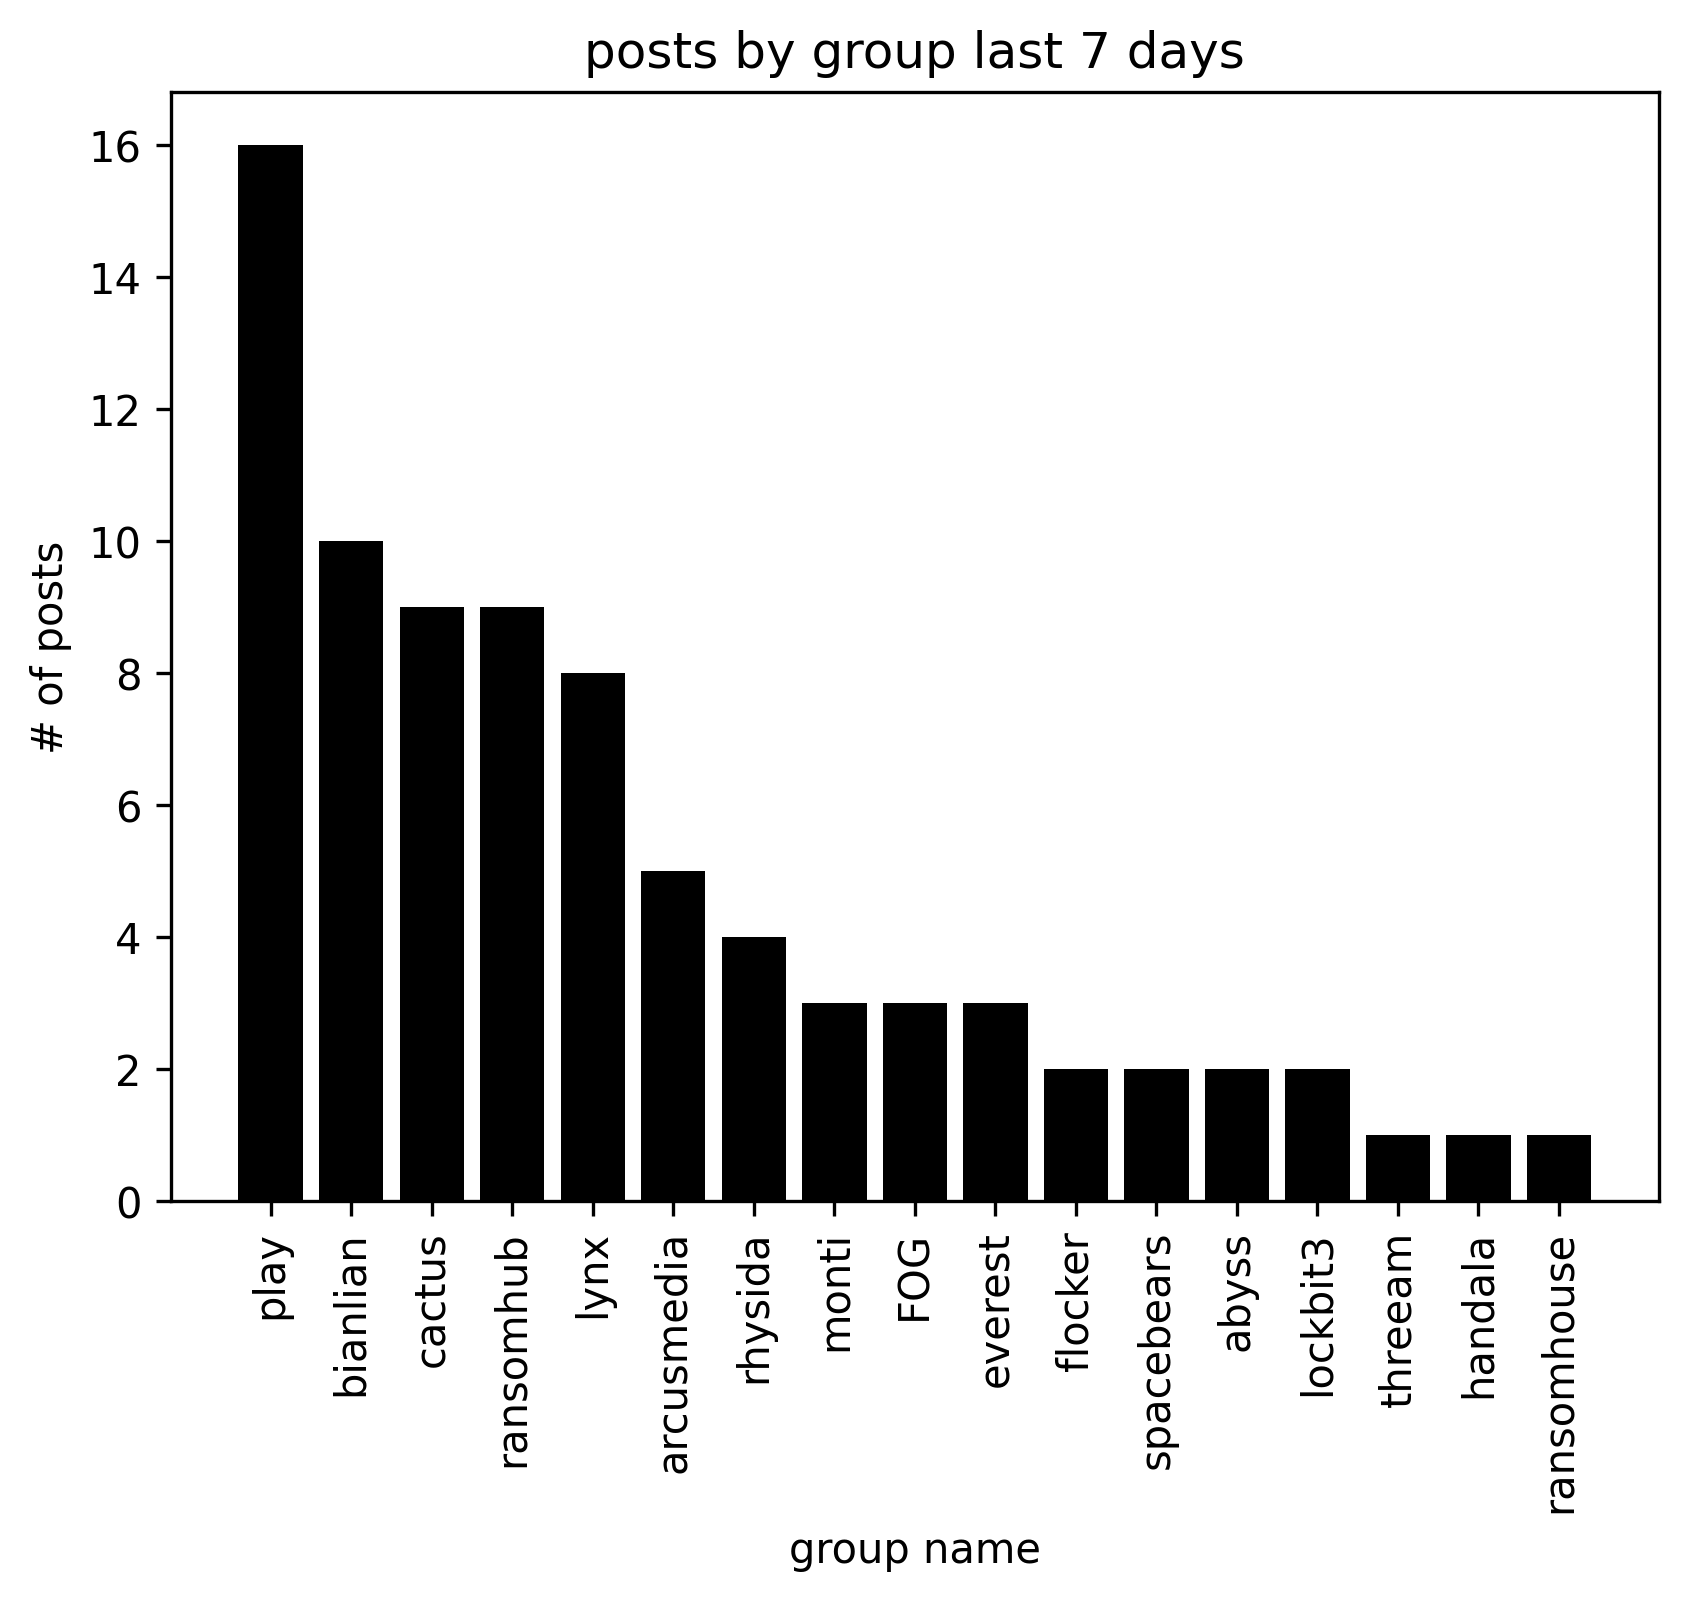 posts by group last 7 days
# of posts
16
14
12
10
8
6
4
2
0
play
bianlian
cactus
ransomhub
lynx
arcusmedia
rhysida
monti
FOG
everest
flocker
spacebears
abyss
lockbit3
threeam
handala
ransomhouse
group name